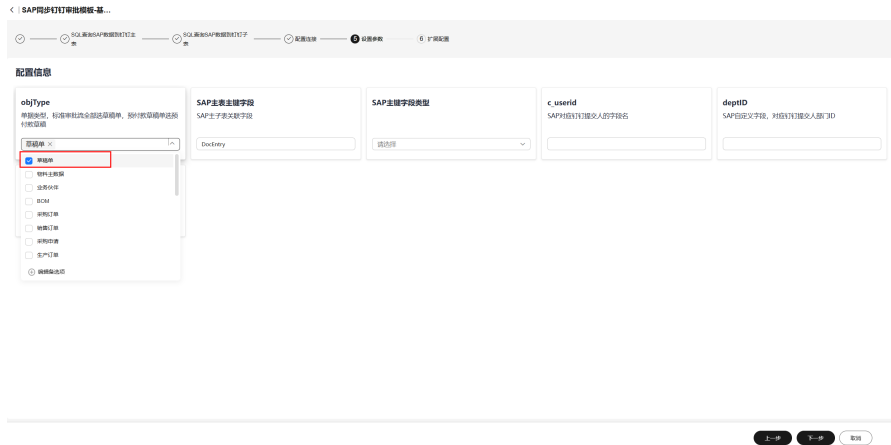 SAP同步钉钉审批模板-基...
SQL查询SAP数据到钉钉主表
SQL查询SAP数据到钉钉子表
配置连接
5 设置参数
6 扩展配置
配置信息
objType
单据类型，标准审批流全部选草稿单，预付款草稿单选预
付款草稿
草稿单 ×
草稿单
物料主数据
业务伙伴
BOM
采购订单
销售订单
采购申请
生产订单
编辑备选项
SAP主表主键字段
SAP主子表关联字段
DocEntry
SAP主键字段类型
请选择
c_userid
SAP对应钉钉提交人的字段名
deptID
SAP自定义字段，对应钉钉提交人部门ID
上一步
下一步
取消